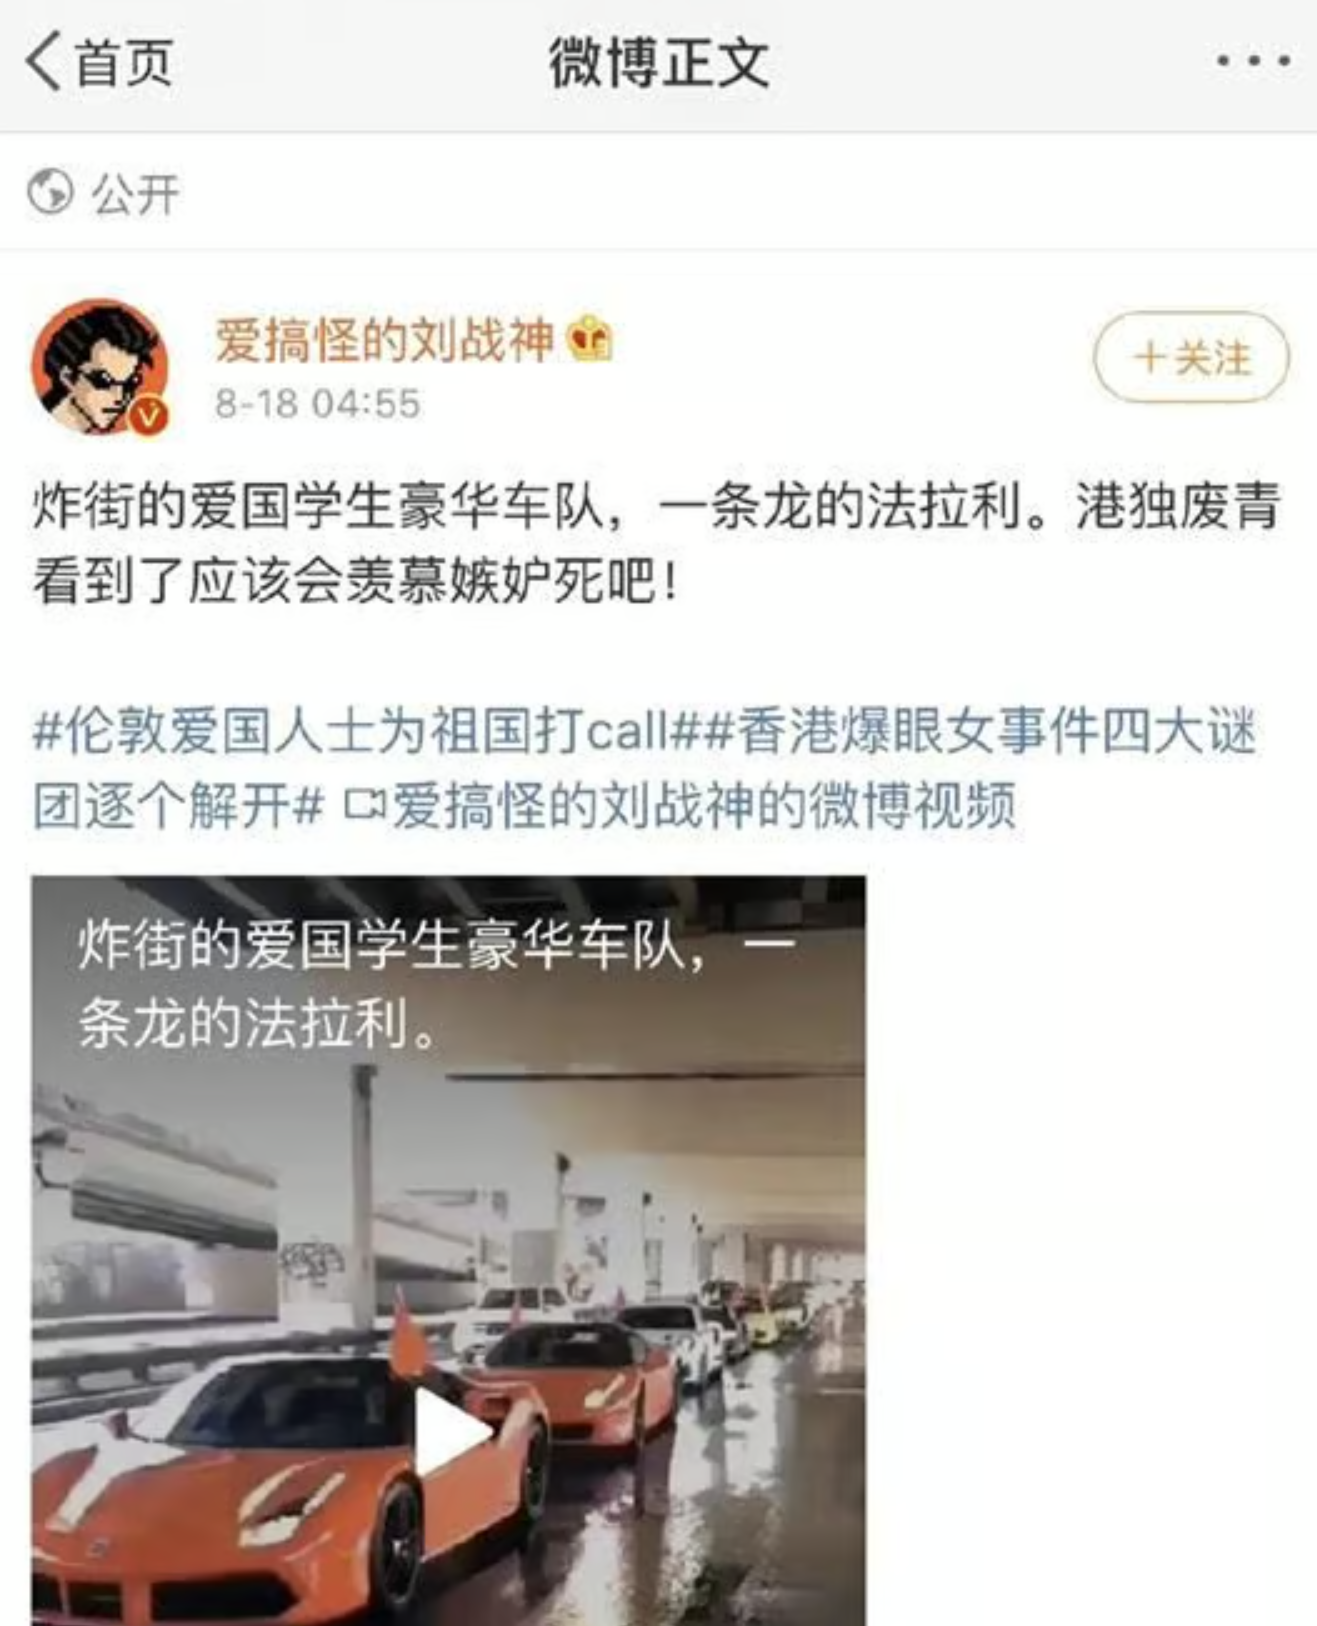 首页
微博正文
公开
爱搞怪的刘战神
8-18 04:55
+关注
炸街的爱国学生豪华车队，一条龙的法拉利。港独废青
看到了应该会羡慕嫉妒死吧！
#伦敦爱国人士为祖国打call##香港爆眼女事件四大谜
团逐个解开# 爱搞怪的刘战神的微博视频
炸街的爱国学生豪华车队，一
条龙的法拉利。